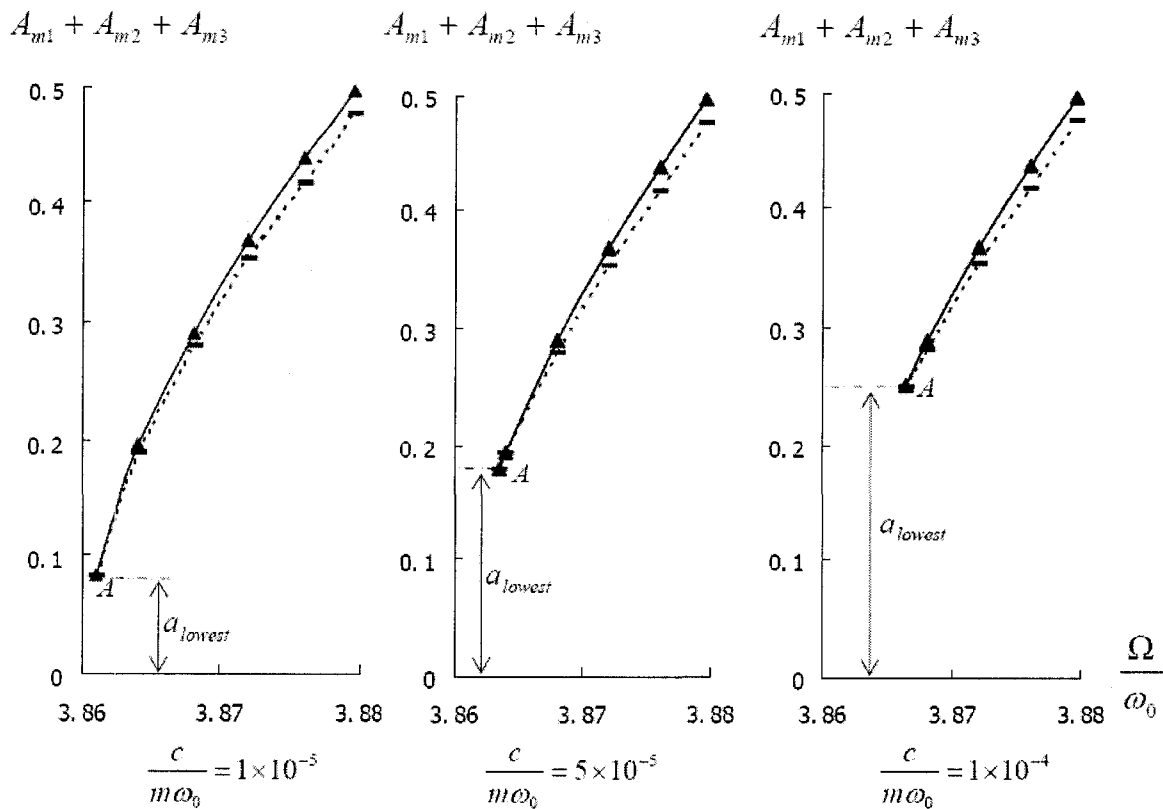 A_{m1} + A_{m2} + A_{m3} A_{m1} + A_{m2} + A_{m3} A_{m1} + A_{m2} + A_{m3}
0.5 0.5 0.5
0.4 0.4 0.4
0.3 0.3 0.3
A
0.2 0.2 0.2
A
a_{lowest}
0.1 0.1 0.1
A a_{lowest}
a_{lowest}
0 0 0
Ω/ω_0
3.86 3.87 3.88 3.86 3.87 3.88 3.86 3.87 3.88
c/mω_0 = 1×10^{-5} c/mω_0 = 5×10^{-5} c/mω_0 = 1×10^{-4}